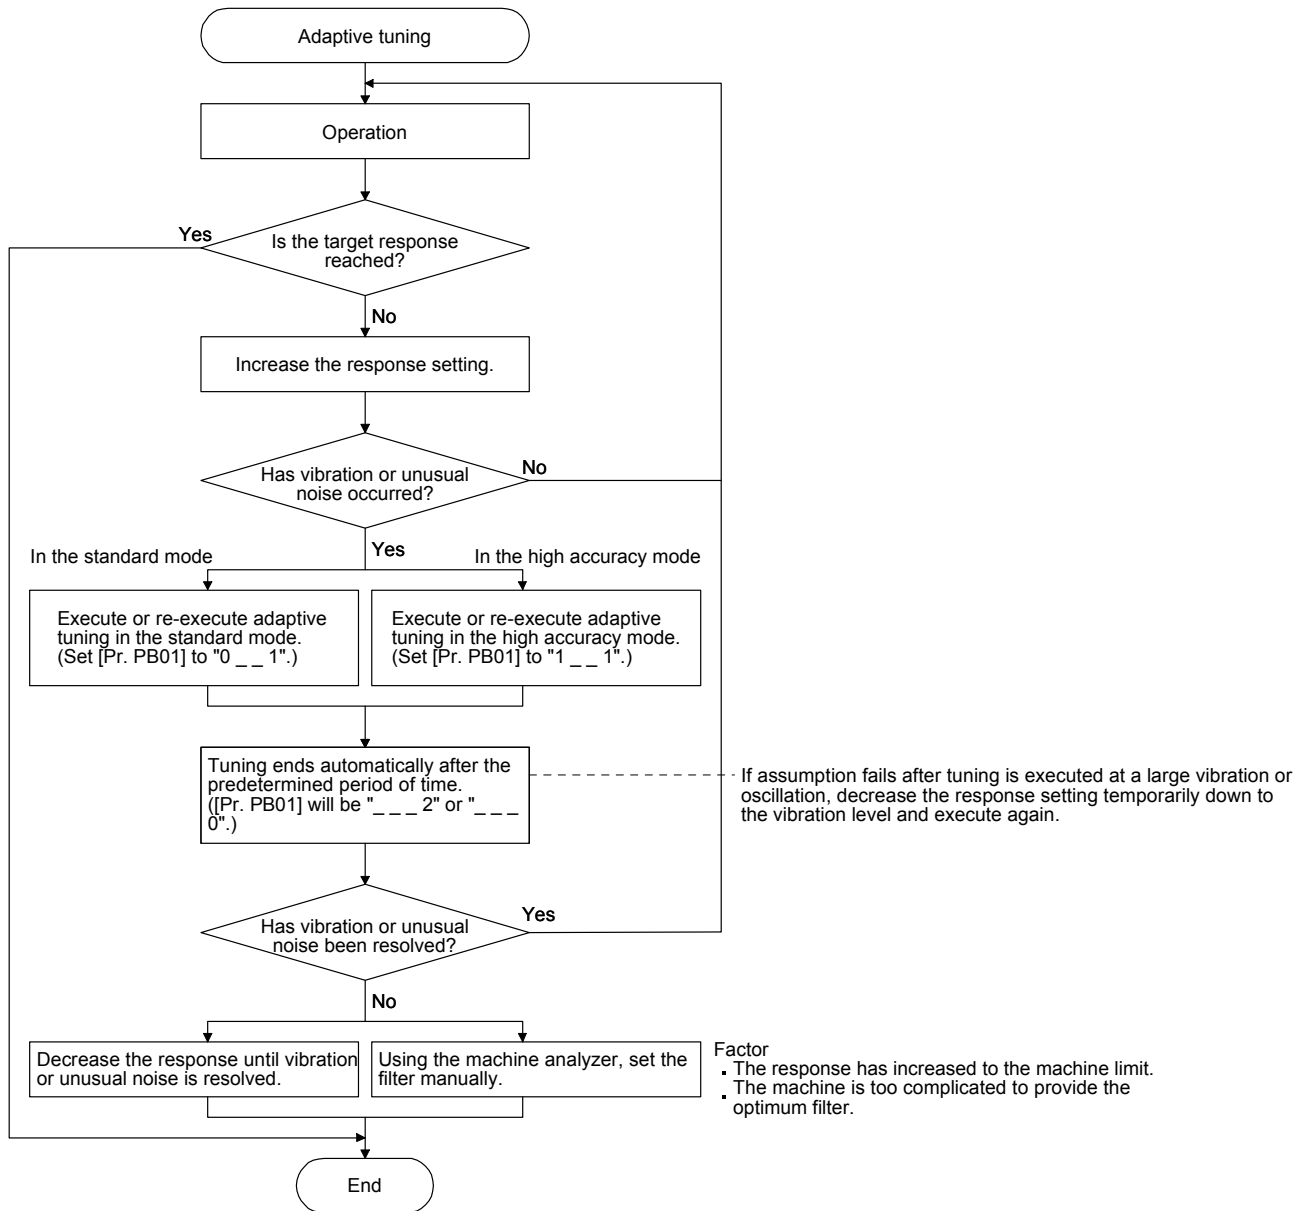 Adaptive tuning
Operation
Yes
Is the target response
reached?
No
Increase the response setting.
Has vibration or unusual
noise occurred?
No
Yes
In the standard mode
In the high accuracy mode
Execute or re-execute adaptive
tuning in the standard mode.
(Set [Pr. PB01] to "0 _ _ 1".)
Execute or re-execute adaptive
tuning in the high accuracy mode.
(Set [Pr. PB01] to "1 _ _ 1".)
Tuning ends automatically after the
predetermined period of time.
([Pr. PB01] will be "_ _ _ 2" or "_ _ _
0".)
If assumption fails after tuning is executed at a large vibration or
oscillation, decrease the response setting temporarily down to
the vibration level and execute again.
Has vibration or unusual
noise been resolved?
Yes
No
Decrease the response until vibration
or unusual noise is resolved.
Using the machine analyzer, set the
filter manually.
Factor
. The response has increased to the machine limit.
. The machine is too complicated to provide the
optimum filter.
End